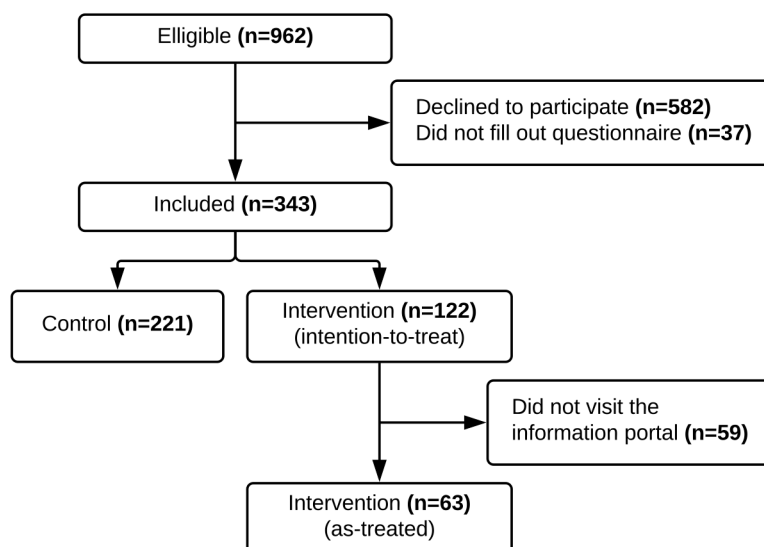 Elligible (n=962)
Declined to participate (n=582)
Did not fill out questionnaire (n=37)
Included (n=343)
Control (n=221)
Intervention (n=122)
(intention-to-treat)
Did not visit the
information portal (n=59)
Intervention (n=63)
(as-treated)